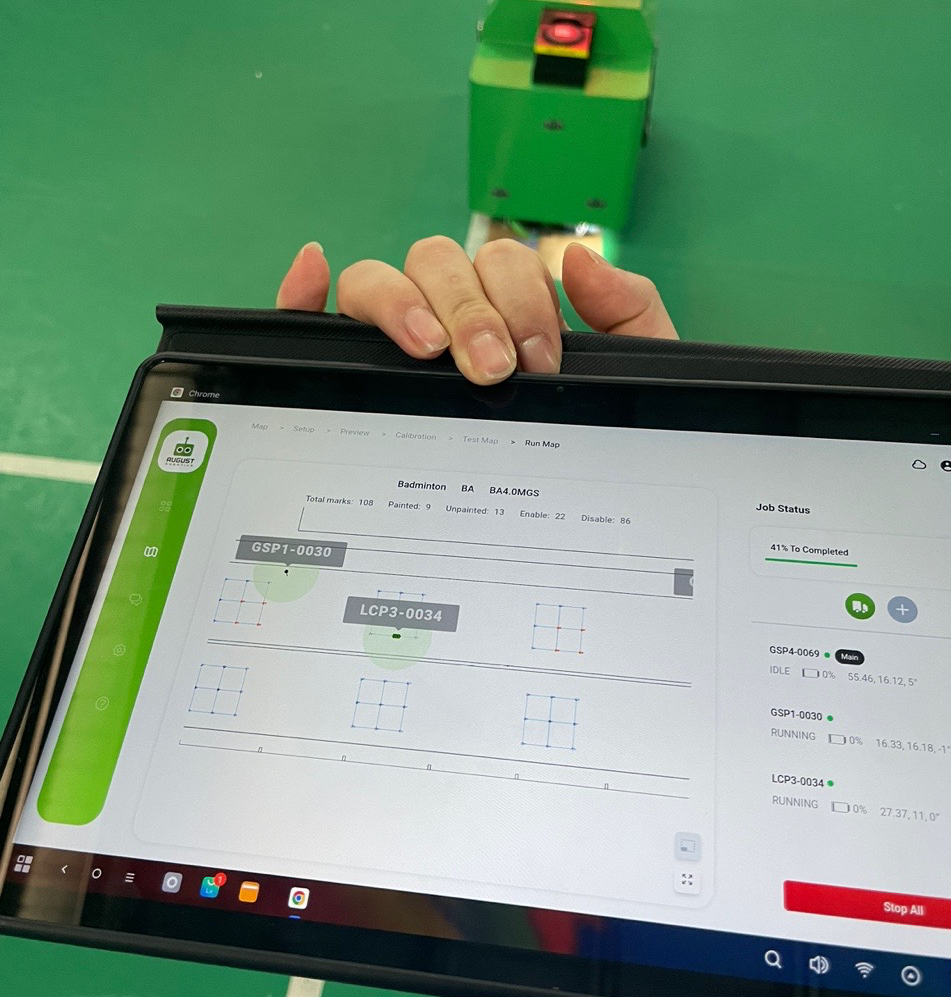 Chrome
AUGUST
ROBOTICS
Map > Setup > Preview > Calibration > Test Map > Run Map
Badminton BA BA4.0MGS
Total marks: 108 Painted: 9 Unpainted: 13 Enable: 22 Disable: 86
GSP1-0030
LCP3-0034
Job Status
41% To Completed
GSP4-0069 Main
IDLE 0% 55.46, 16.12, 5°
GSP1-0030
RUNNING 0% 16.33, 16.18, -1°
LCP3-0034
RUNNING 0% 27.37, 11, 0°
Stop All